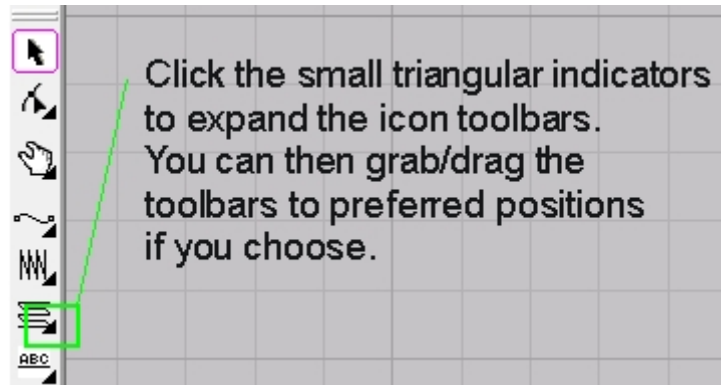 Click the small triangular indicators
to expand the icon toolbars.
You can then grab/drag the
toolbars to preferred positions
if you choose.
ABC